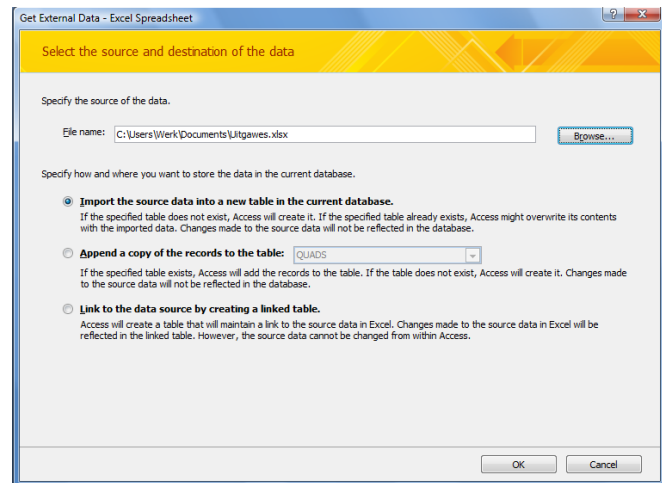 Get External Data - Excel Spreadsheet
Select the source and destination of the data
Specify the source of the data.
File name: C:\Users\Werk\Documents\Uitgawes.xlsx Browse...
Specify how and where you want to store the data in the current database.
Import the source data into a new table in the current database.
If the specified table does not exist, Access will create it. If the specified table already exists, Access might overwrite its contents
with the imported data. Changes made to the source data will not be reflected in the database.
Append a copy of the records to the table: QUADS
If the specified table exists, Access will add the records to the table. If the table does not exist, Access will create it. Changes made
to the source data will not be reflected in the database.
Link to the data source by creating a linked table.
Access will create a table that will maintain a link to the source data in Excel. Changes made to the source data in Excel will be
reflected in the linked table. However, the source data cannot be changed from within Access.
OK Cancel